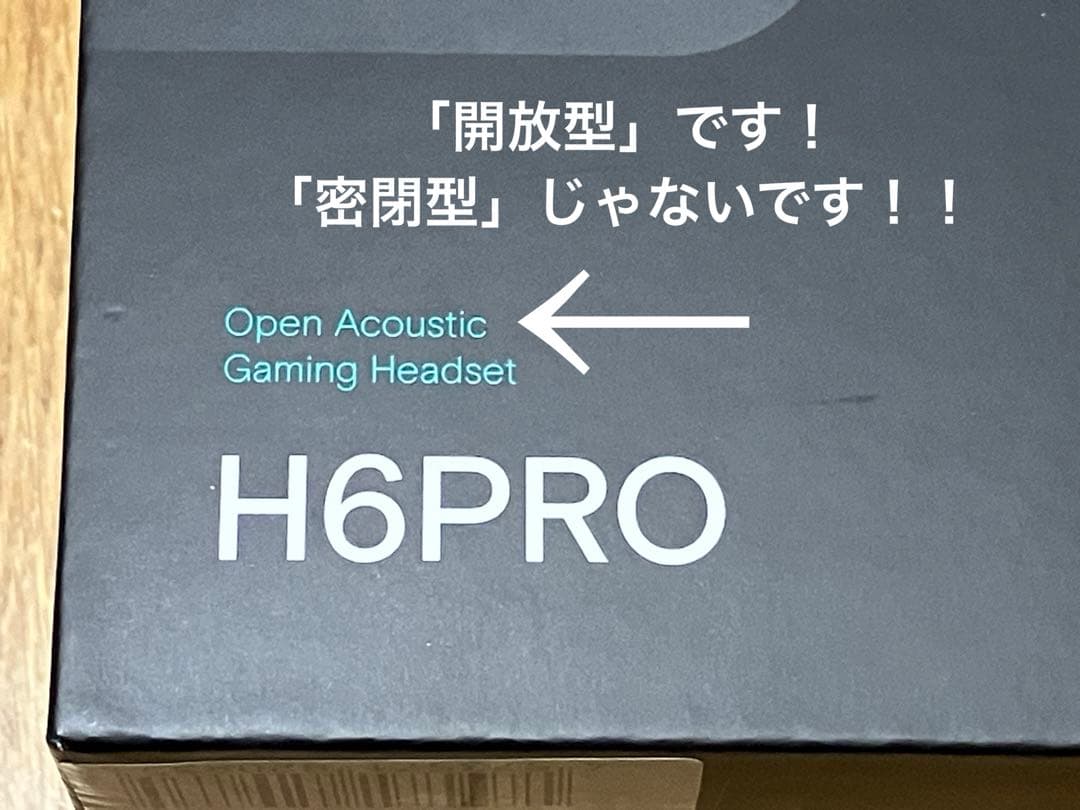 「開放型」です！
「密閉型」じゃないです！！
Open Acoustic
Gaming Headset
H6PRO